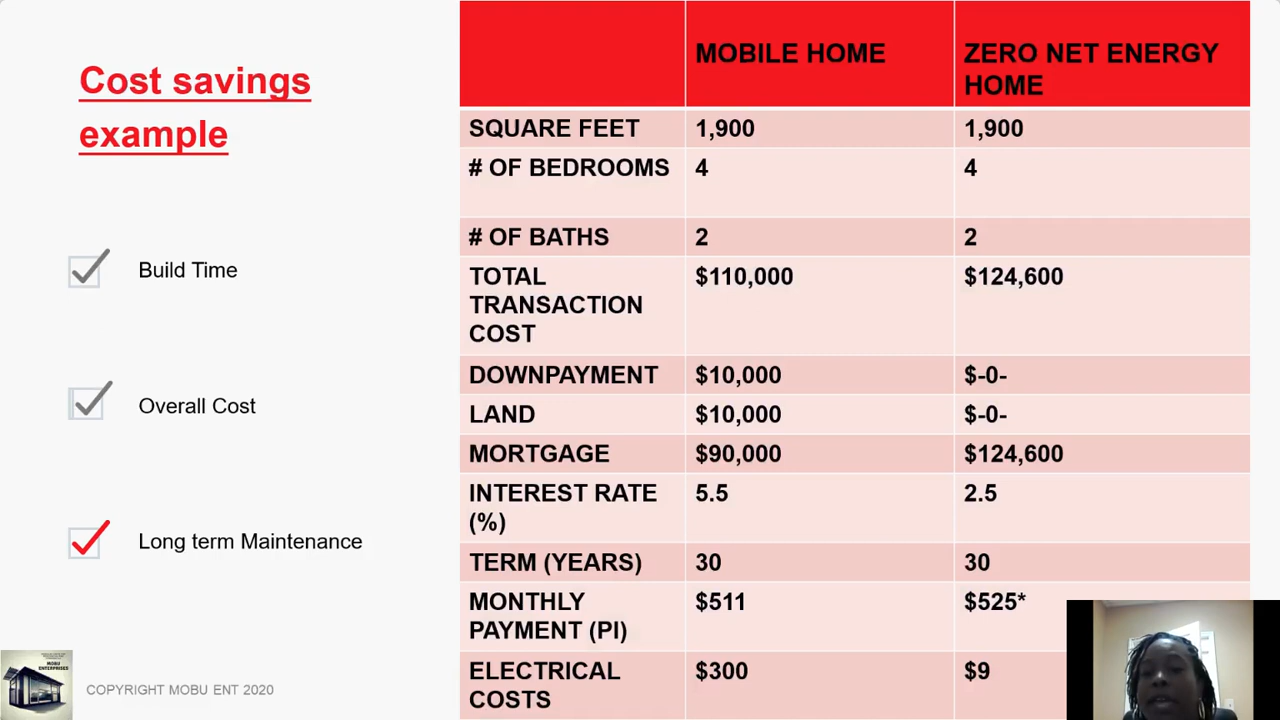 Cost savings
example
Build Time
Overall Cost
Long term Maintenance
MOBILE HOME
ZERO NET ENERGY
HOME
SQUARE FEET 1,900 1,900
# OF BEDROOMS 4 4
# OF BATHS 2 2
TOTAL $110,000 $124,600
TRANSACTION
COST
DOWNPAYMENT $10,000 $-0-
LAND $10,000 $-0-
MORTGAGE $90,000 $124,600
INTEREST RATE 5.5 2.5
(%)
TERM (YEARS) 30 30
MONTHLY $511 $525*
PAYMENT (PI)
ELECTRICAL $300 $9
COSTS
MOBU
ENTERPRISES
COPYRIGHT MOBU ENT 2020